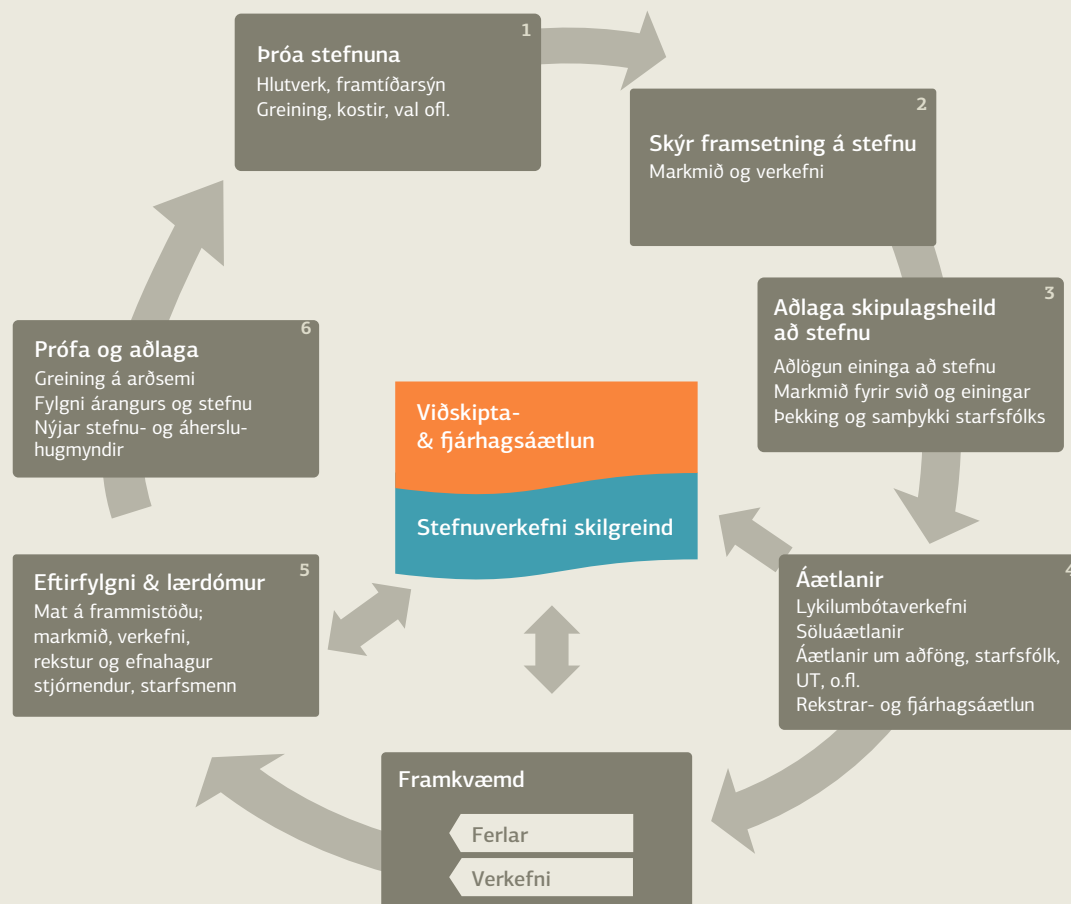 1
Þróa stefnuna
Hlutverk, framtíðarsýn
Greining, kostir, val ofl.
2
Skýr framsetning á stefnu
Markmið og verkefni
3
Aðlaga skipulagsheild
að stefnu
Aðlögun eininga að stefnu
Markmið fyrir svið og einingar
Þekking og samþykki starfsfólks
4
Áætlanir
Lykilumbótaverkefni
Söluáætlanir
Áætlanir um aðföng, starfsfólk,
UT, o.fl.
Rekstrar- og fjárhagsáætlun
Framkvæmd
Ferlar
Verkefni
5
Eftirfylgni & lærdómur
Mat á frammistöðu;
markmið, verkefni,
rekstur og efnahagur
stjórnendur, starfsmenn
6
Prófa og aðlaga
Greining á arðsemi
Fylgni árangurs og stefnu
Nýjar stefnu- og áherslu-
hugmyndir
Viðskipta-
& fjárhagsáætlun
Stefnuverkefni skilgreind